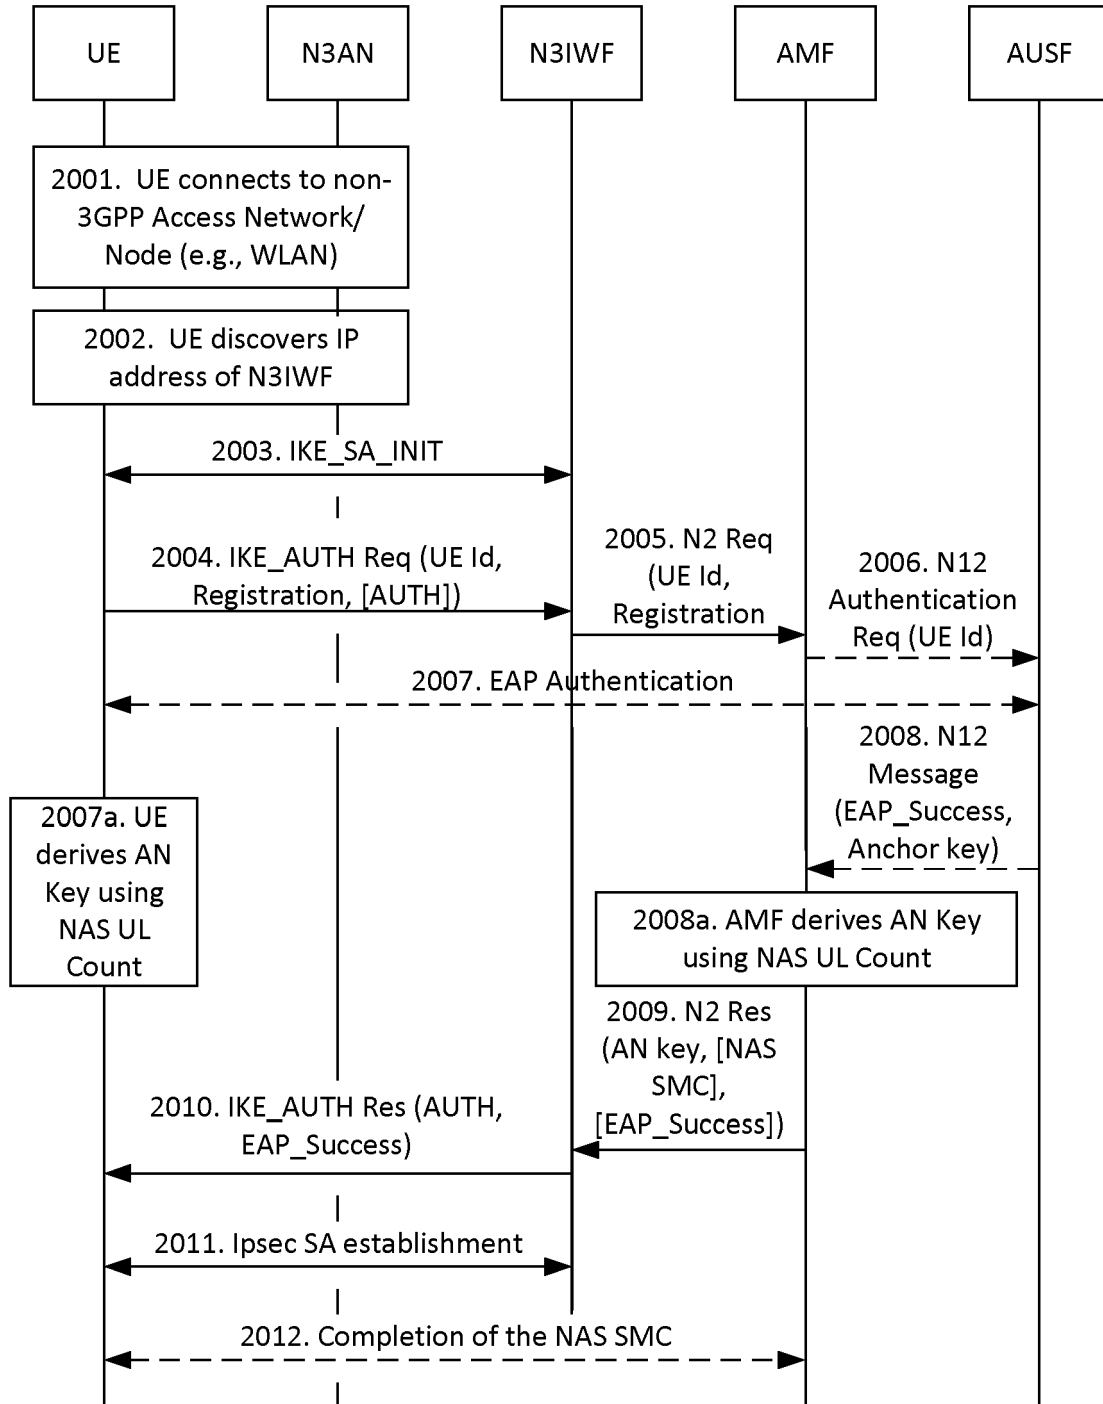 UE
N3AN
N3IWF
AMF
AUSF
2001.  UE connects to non-
3GPP Access Network/
Node (e.g., WLAN)
2002.  UE discovers IP
address of N3IWF
2003. IKE_SA_INIT
2004. IKE_AUTH Req (UE Id,
Registration, [AUTH])
2005. N2 Req
(UE Id,
Registration
2006. N12
Authentication
Req (UE Id)
2007. EAP Authentication
2008. N12
Message
(EAP_Success,
Anchor key)
2007a. UE
derives AN
Key using
NAS UL
Count
2008a. AMF derives AN Key
using NAS UL Count
2009. N2 Res
(AN key, [NAS
SMC],
[EAP_Success])
2010. IKE_AUTH Res (AUTH,
EAP_Success)
2011. Ipsec SA establishment
2012. Completion of the NAS SMC